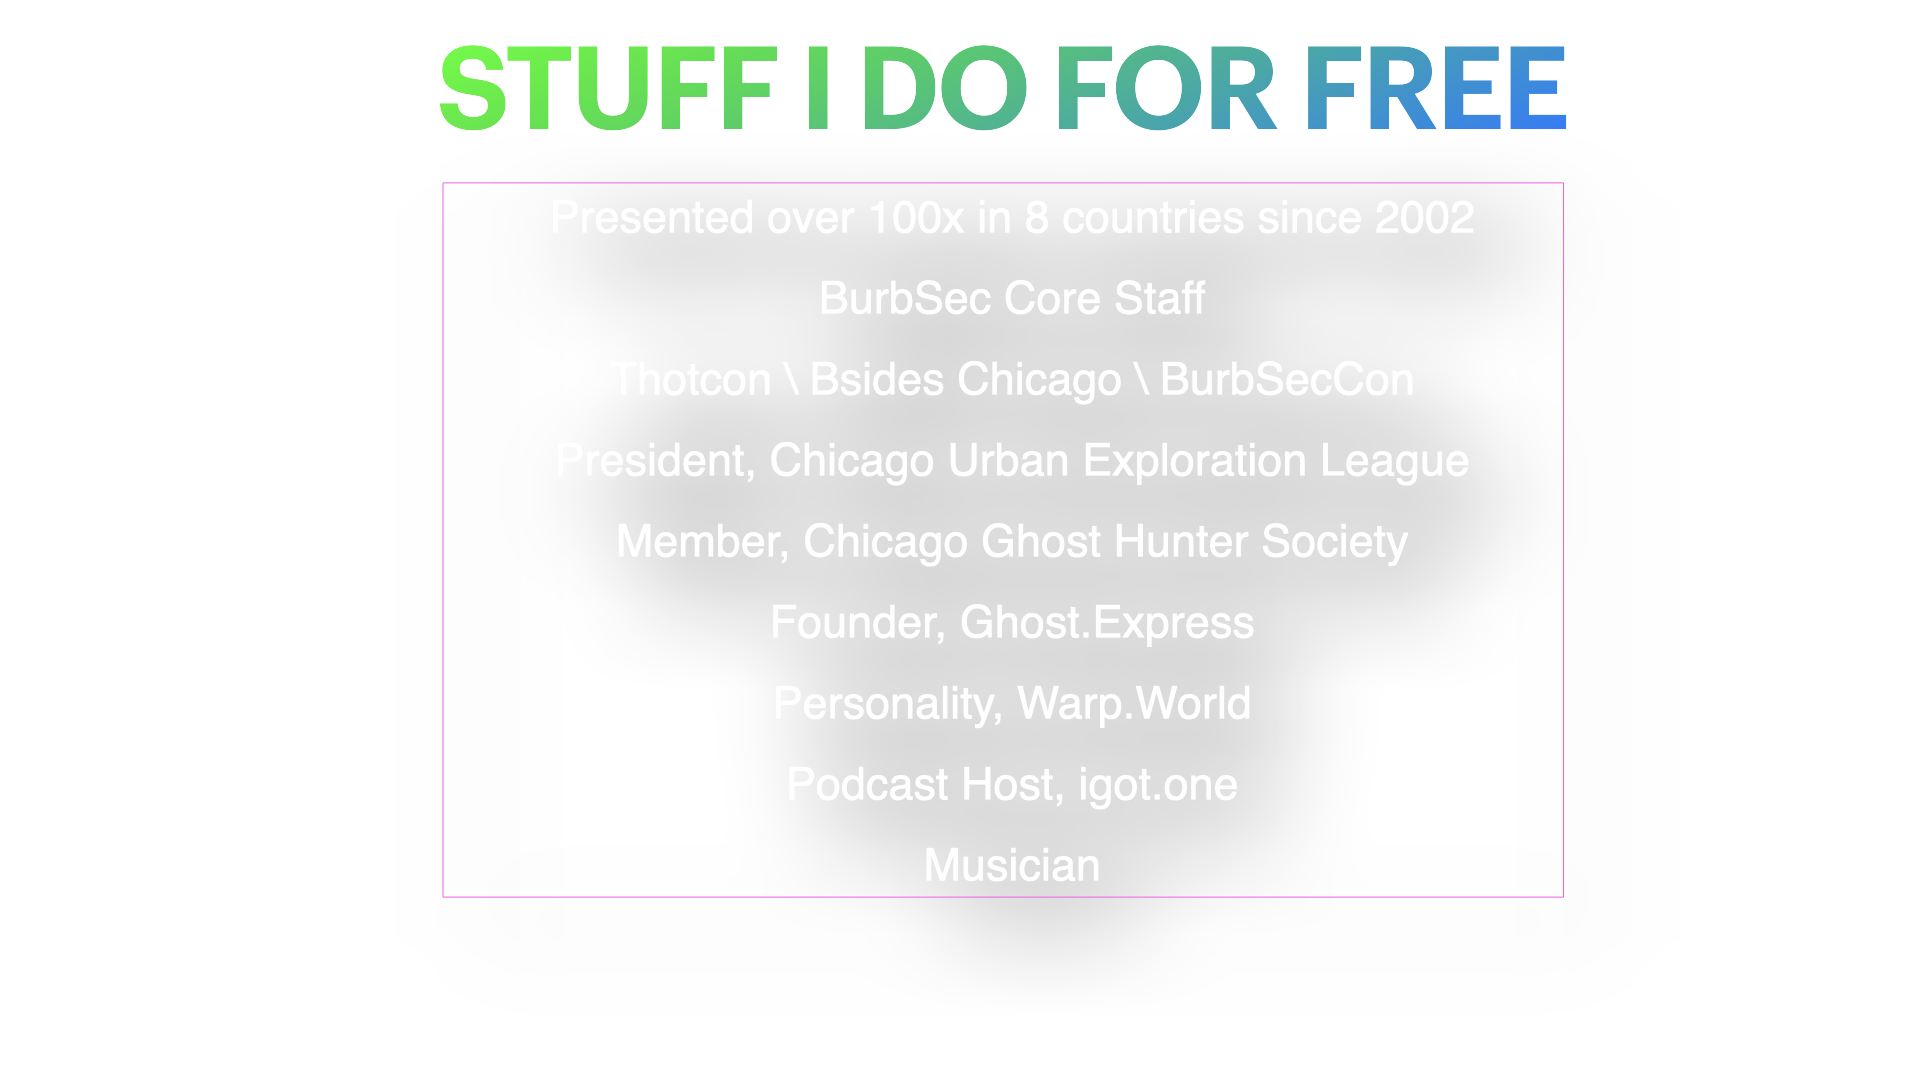 STUFF I DO FOR FREE
Presented over 100x in 8 countries since 2002
BurbSec Core Staff
Thotcon \ Bsides Chicago \ BurbSecCon
President, Chicago Urban Exploration League
Member, Chicago Ghost Hunter Society
Founder, Ghost.Express
Personality, Warp.World
Podcast Host, igot.one
Musician